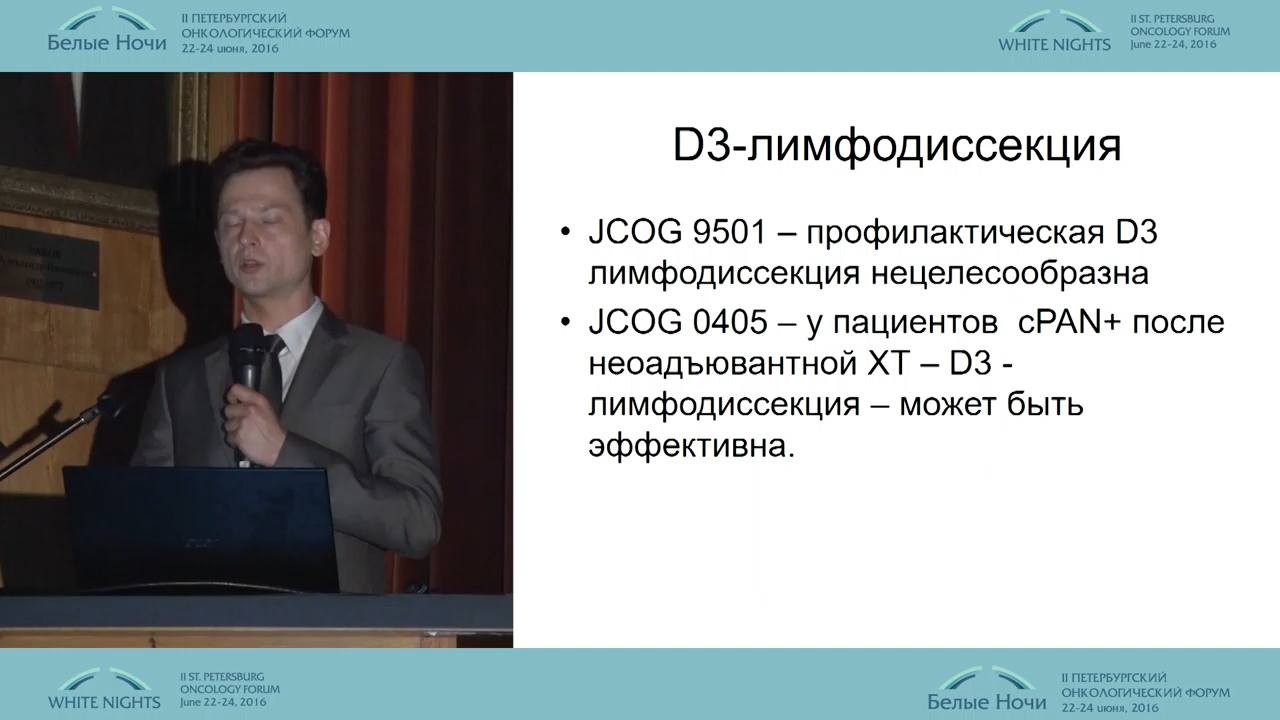 Белые Ночи
II ПЕТЕРБУРГСКИЙ
ОНКОЛОГИЧЕСКИЙ ФОРУМ
22-24 июня, 2016
WHITE NIGHTS
II ST. PETERSBURG
ONCOLOGY FORUM
June 22-24, 2016
D3-лимфодиссекция
• JCOG 9501 – профилактическая D3
лимфодиссекция нецелесообразна
• JCOG 0405 – у пациентов cPAN+ после
неоадъювантной ХТ – D3 -
лимфодиссекция – может быть
эффективна.
WHITE NIGHTS
II ST. PETERSBURG
ONCOLOGY FORUM
June 22-24, 2016
Белые Ночи
II ПЕТЕРБУРГСКИЙ
ОНКОЛОГИЧЕСКИЙ ФОРУМ
22-24 июня, 2016